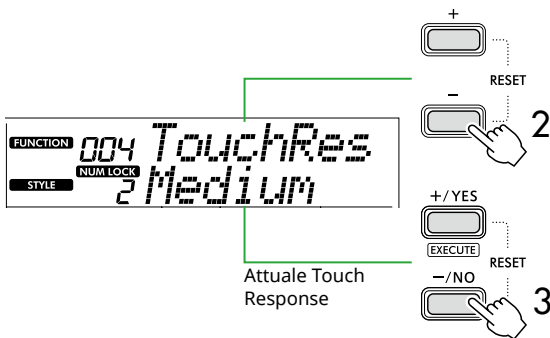 +
RESET
−
2
FUNCTION 004 TouchRes
NUM LOCK
STYLE 2 Medium
+/YES
EXECUTE
RESET
−/NO
3
Attuale Touch
Response